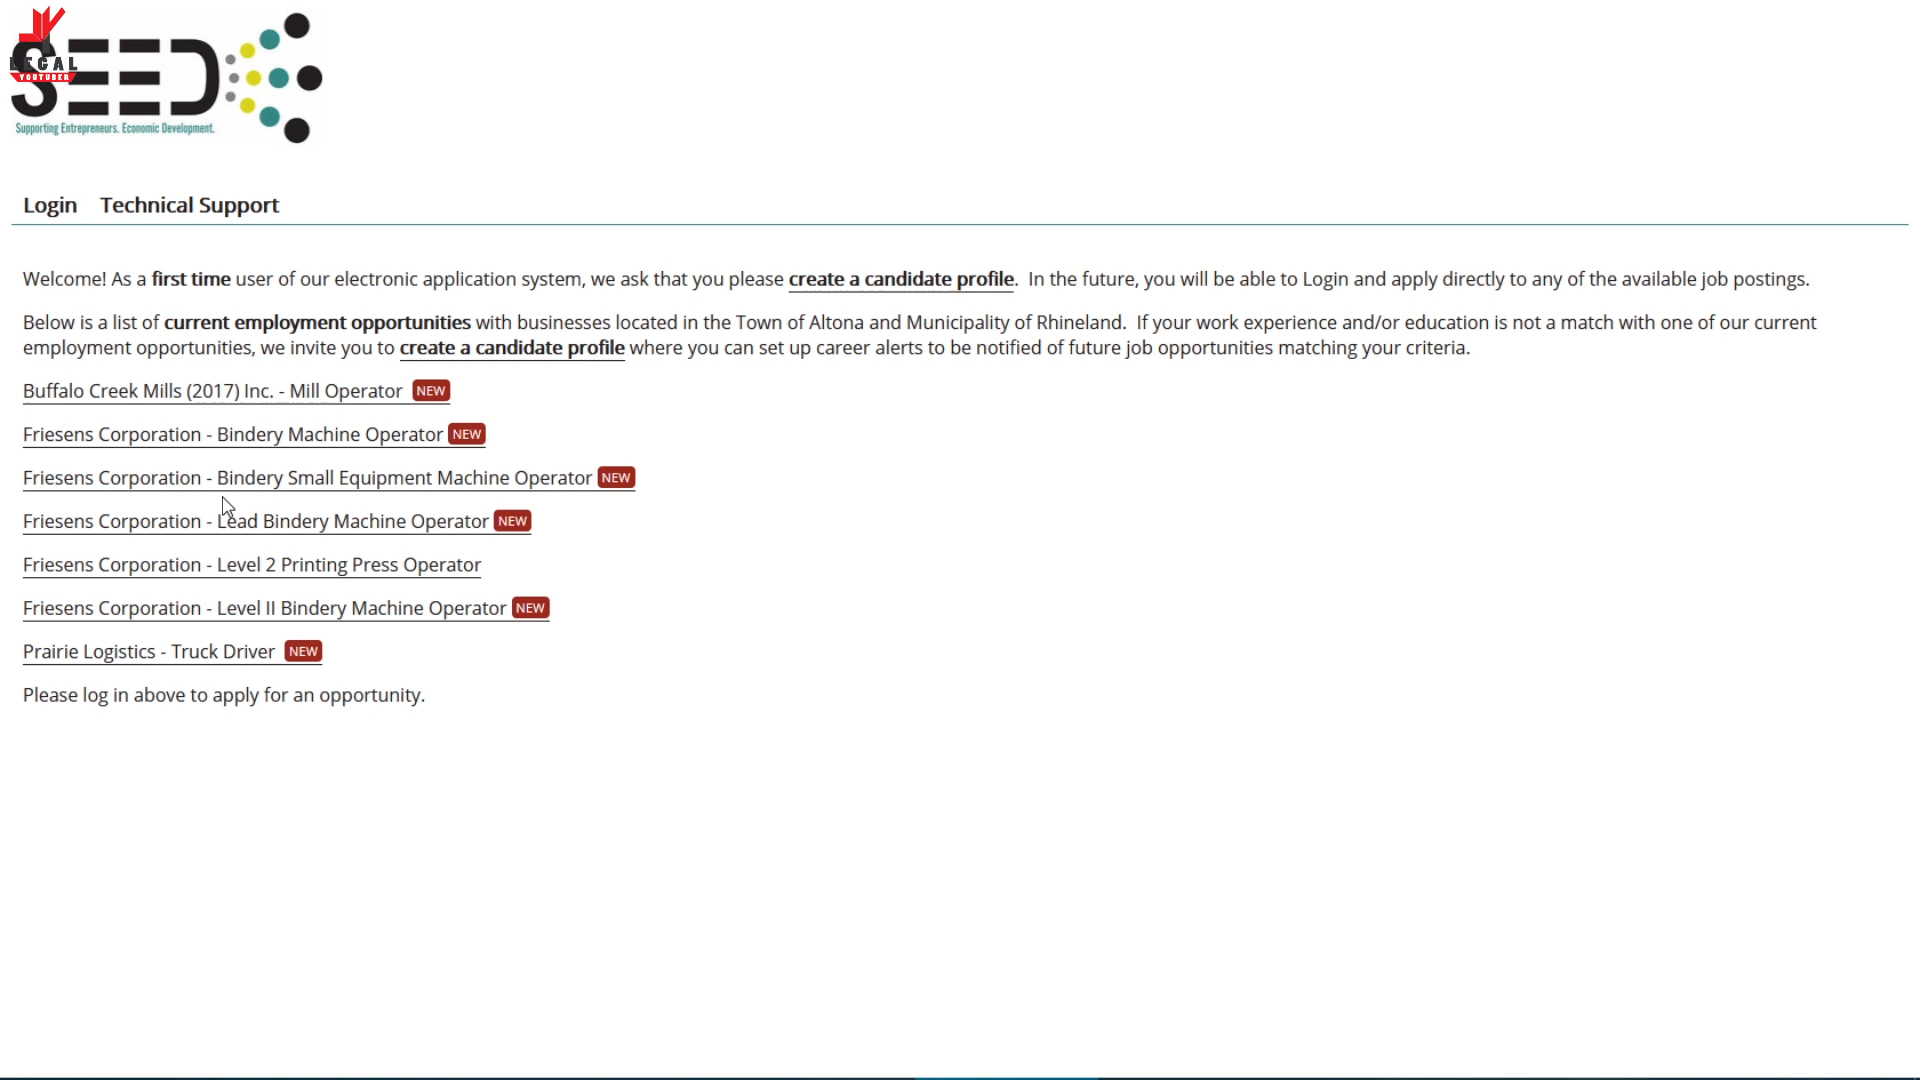 SEED
LEGAL
YOUTUBER
Supporting Entrepreneurs. Economic Development.
Login Technical Support
Welcome! As a first time user of our electronic application system, we ask that you please create a candidate profile. In the future, you will be able to Login and apply directly to any of the available job postings.
Below is a list of current employment opportunities with businesses located in the Town of Altona and Municipality of Rhineland. If your work experience and/or education is not a match with one of our current
employment opportunities, we invite you to create a candidate profile where you can set up career alerts to be notified of future job opportunities matching your criteria.
Buffalo Creek Mills (2017) Inc. - Mill Operator NEW
Friesens Corporation - Bindery Machine Operator NEW
Friesens Corporation - Bindery Small Equipment Machine Operator NEW
Friesens Corporation - Lead Bindery Machine Operator NEW
Friesens Corporation - Level 2 Printing Press Operator
Friesens Corporation - Level II Bindery Machine Operator NEW
Prairie Logistics - Truck Driver NEW
Please log in above to apply for an opportunity.